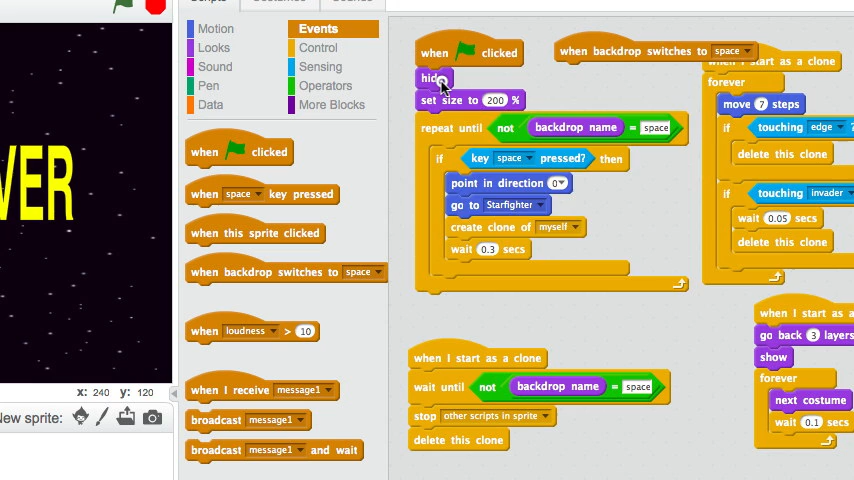 VER
x: 240 y: 120
New sprite:
Motion
Looks
Sound
Pen
Data
Events
Control
Sensing
Operators
More Blocks
when clicked
when space key pressed
when this sprite clicked
when backdrop switches to space
when loudness > 10
when I receive message1
broadcast message1
broadcast message1 and wait
when clicked
hide
set size to 200 %
repeat until not backdrop name = space
if key space pressed? then
point in direction 0
go to Starfighter
create clone of myself
wait 0.3 secs
when I start as a clone
wait until not backdrop name = space
stop other scripts in sprite
delete this clone
when backdrop switches to space
when I start as a clone
forever
move 7 steps
if touching edge ?
delete this clone
if touching invader
wait 0.05 secs
delete this clone
when I start as a
go back 3 layers
show
forever
next costume
wait 0.1 secs